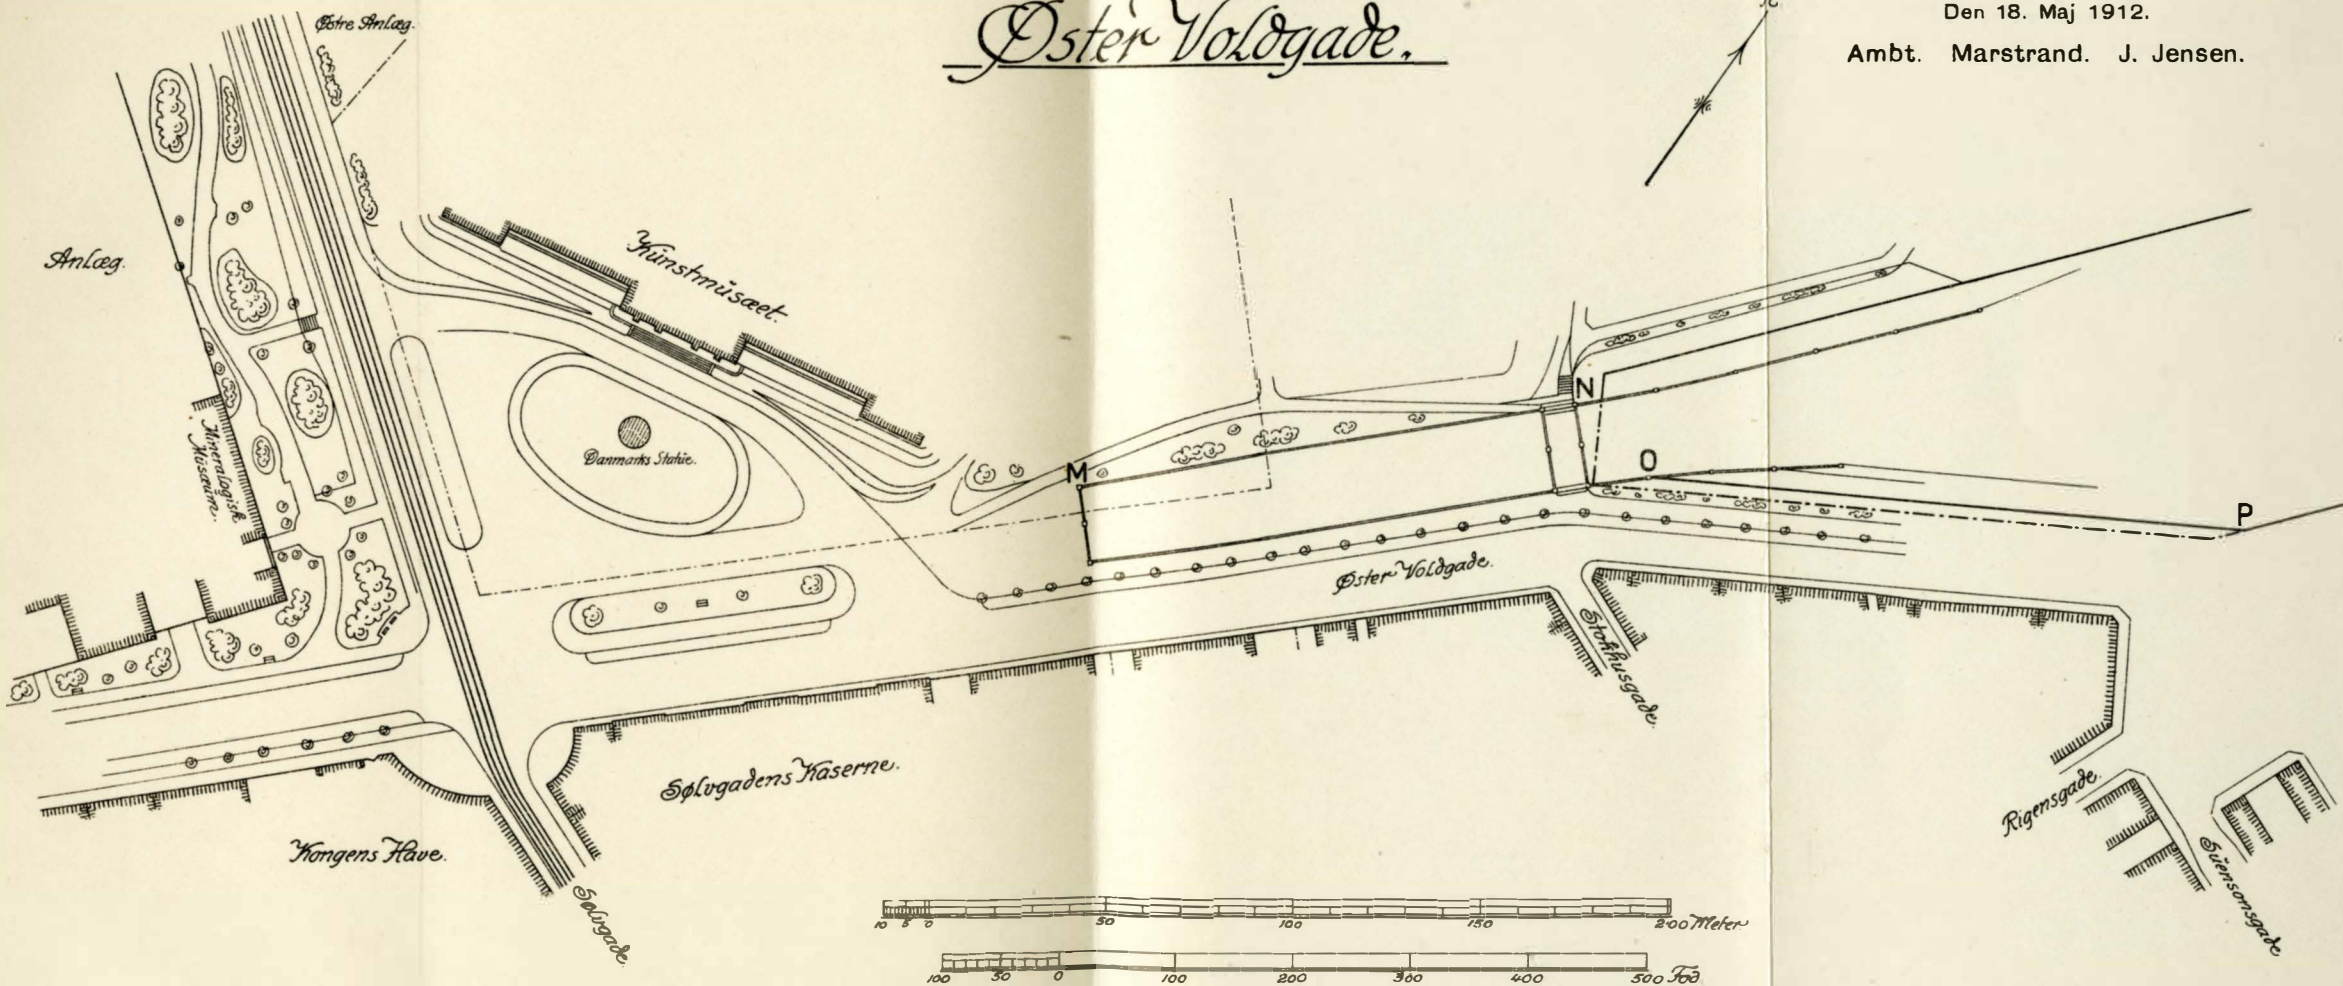 Øster Voldgade.
Den 18. Maj 1912.
Ambt. Marstrand. J. Jensen.
Østre Anlæg.
Anlæg.
Kunstmusæet.
Danmarks Statue.
Mineralogisk
Musæum.
M
N
O
P
Øster Voldgade.
Stokhusgade.
Sølvgadens Kaserne.
Kongens Have.
Sølvgade.
Rigensgade.
Suensonsgade
10 5 0 50 100 150 200 Meter
100 50 0 100 200 300 400 500 Fod